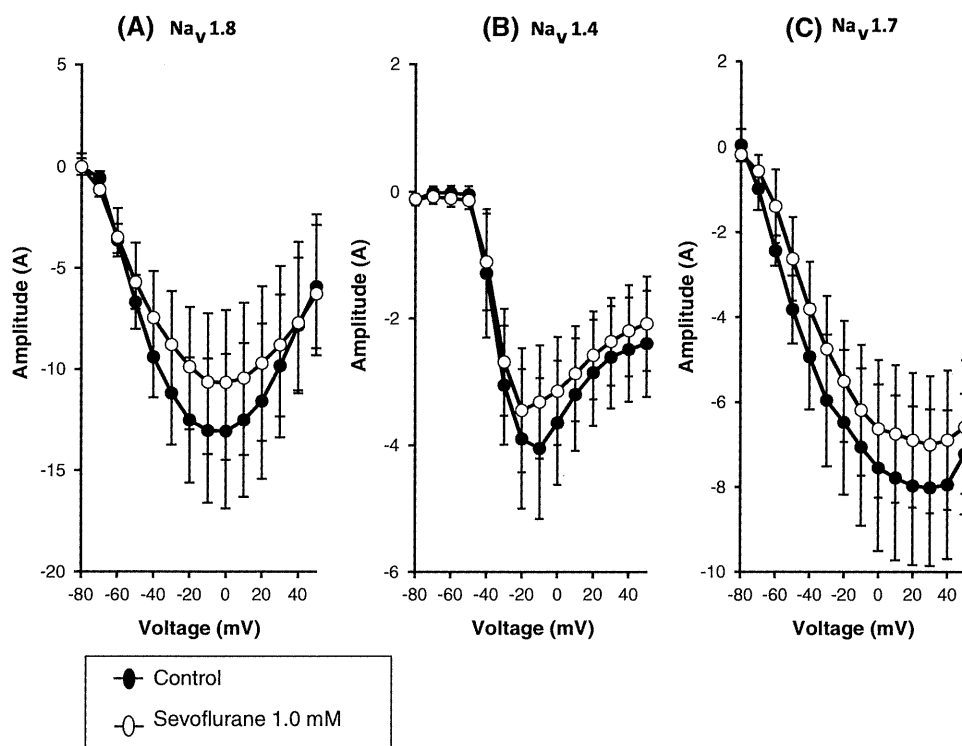 (A) Nav1.8
(B) Nav1.4
(C) Nav1.7
5
0
-5
-10
-15
-20
Amplitude (A)
-80 -60 -40 -20 0 20 40
Voltage (mV)
2
0
-2
-4
-6
Amplitude (A)
-80 -60 -40 -20 0 20 40
Voltage (mV)
2
0
-2
-4
-6
-8
-10
Amplitude (A)
-80 -60 -40 -20 0 20 40
Voltage (mV)
Control
Sevoflurane 1.0 mM